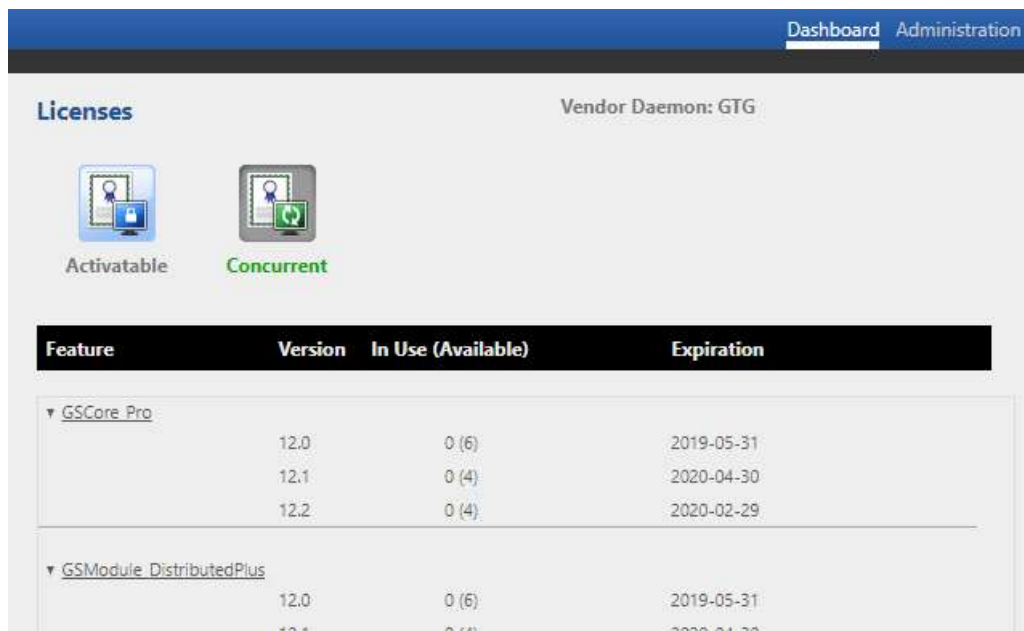 Dashboard Administration
Licenses Vendor Daemon: GTG
Activatable Concurrent
Feature Version In Use (Available) Expiration
▾ GSCore_Pro
12.0 0 (6) 2019-05-31
12.1 0 (4) 2020-04-30
12.2 0 (4) 2020-02-29
▾ GSModule_DistributedPlus
12.0 0 (6) 2019-05-31